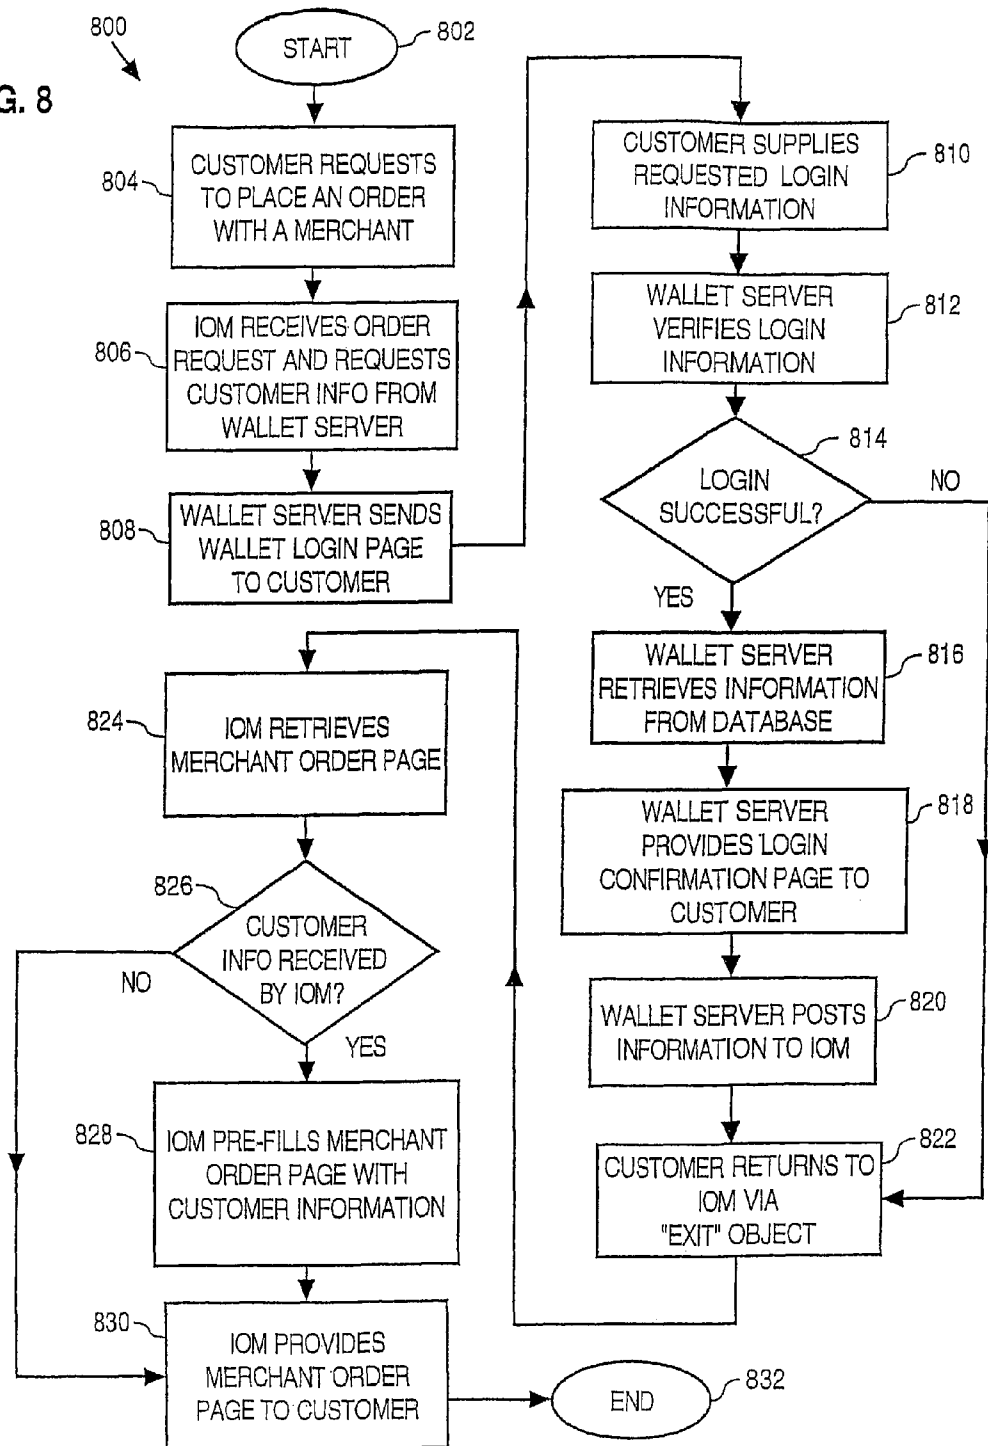 800
G. 8
START
802
804
CUSTOMER REQUESTS
TO PLACE AN ORDER
WITH A MERCHANT
806
IOM RECEIVES ORDER
REQUEST AND REQUESTS
CUSTOMER INFO FROM
WALLET SERVER
808
WALLET SERVER SENDS
WALLET LOGIN PAGE
TO CUSTOMER
CUSTOMER SUPPLIES
REQUESTED LOGIN
INFORMATION
810
WALLET SERVER
VERIFIES LOGIN
INFORMATION
812
LOGIN
SUCCESSFUL?
814
NO
YES
WALLET SERVER
RETRIEVES INFORMATION
FROM DATABASE
816
WALLET SERVER
PROVIDES LOGIN
CONFIRMATION PAGE TO
CUSTOMER
818
WALLET SERVER POSTS
INFORMATION TO IOM
820
CUSTOMER RETURNS TO
IOM VIA
"EXIT" OBJECT
822
824
IOM RETRIEVES
MERCHANT ORDER PAGE
826
CUSTOMER
INFO RECEIVED
BY IOM?
NO
YES
828
IOM PRE-FILLS MERCHANT
ORDER PAGE WITH
CUSTOMER INFORMATION
830
IOM PROVIDES
MERCHANT ORDER
PAGE TO CUSTOMER
END
832